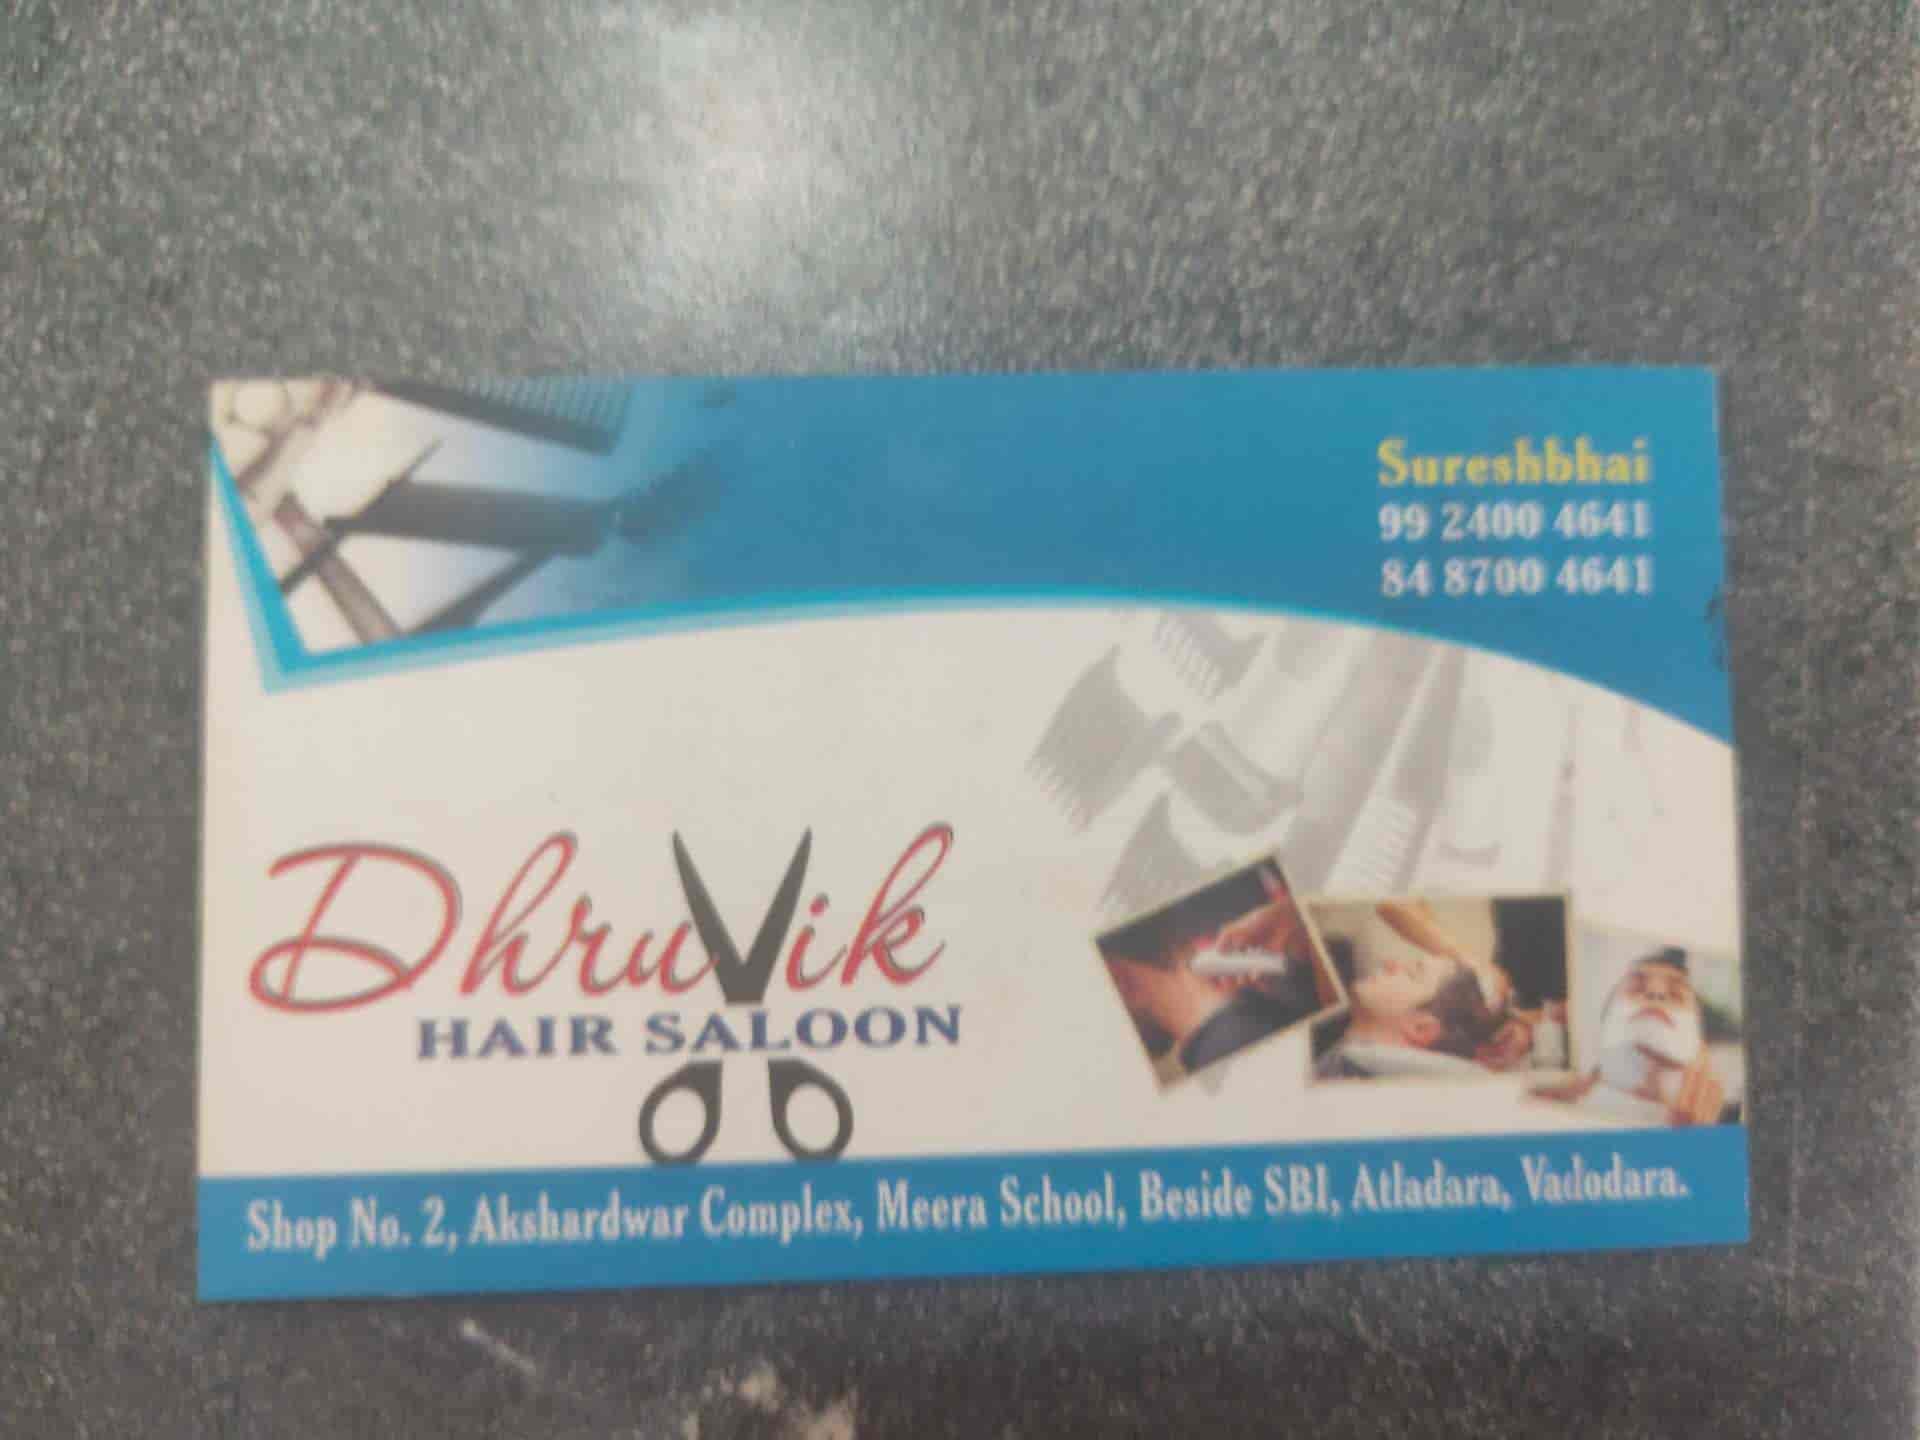 Sureshbhai
99 2400 4641
84 8700 4641
DhruVik
HAIR SALOON
Shop No. 2, Akshardwar Complex, Meera School, Beside SBI, Atladara, Vadodara.